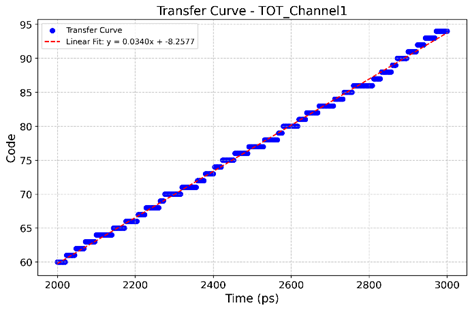 Transfer Curve - TOT_Channel1
Transfer Curve
Linear Fit: y = 0.0340x + -8.2577
95
90
85
80
75
70
65
60
Code
2000
2200
2400
2600
2800
3000
Time (ps)